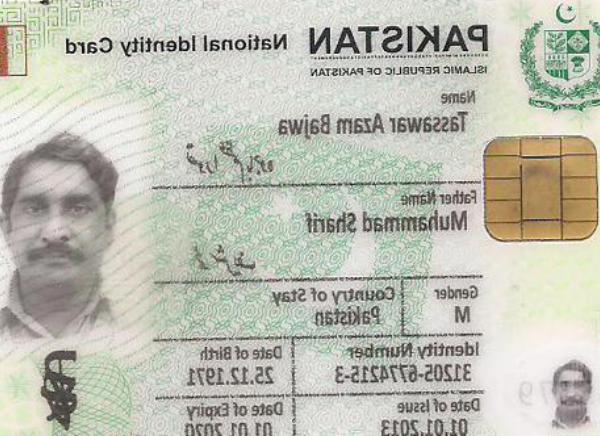 PAKISTAN National Identity Card
ISLAMIC REPUBLIC OF PAKISTAN
Name
Tassawar Azam Bajwa
Father Name
Muhammad Sharif
محمد شریف
Gender Country of Stay
M Pakistan
Identity Number Date of Birth
31205-6774215-3 25.12.1971
Date of Issue Date of Expiry
01.01.2013 01.01.2020